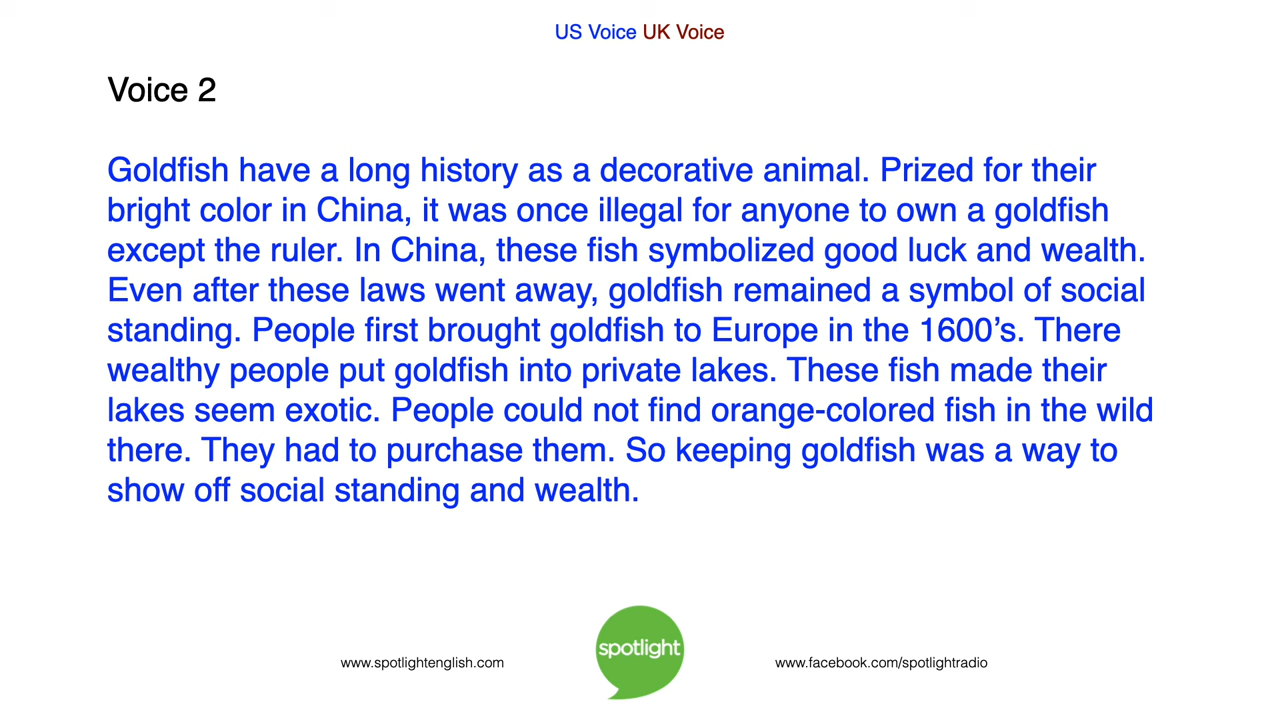 US Voice UK Voice
Voice 2
Goldfish have a long history as a decorative animal. Prized for their
bright color in China, it was once illegal for anyone to own a goldfish
except the ruler. In China, these fish symbolized good luck and wealth.
Even after these laws went away, goldfish remained a symbol of social
standing. People first brought goldfish to Europe in the 1600’s. There
wealthy people put goldfish into private lakes. These fish made their
lakes seem exotic. People could not find orange-colored fish in the wild
there. They had to purchase them. So keeping goldfish was a way to
show off social standing and wealth.
www.spotlightenglish.com
spotlight
www.facebook.com/spotlightradio